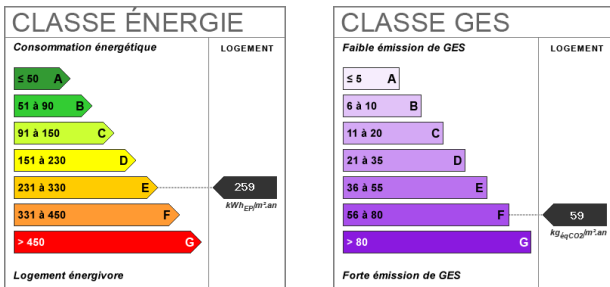 CLASSE ÉNERGIE
Consommation énergétique
LOGEMENT
≤ 50 A
51 à 90 B
91 à 150 C
151 à 230 D
231 à 330 E
259
kWhEP/m².an
331 à 450 F
> 450 G
Logement énergivore
CLASSE GES
Faible émission de GES
LOGEMENT
≤ 5 A
6 à 10 B
11 à 20 C
21 à 35 D
36 à 55 E
56 à 80 F
59
kgéqCO2/m².an
> 80 G
Forte émission de GES